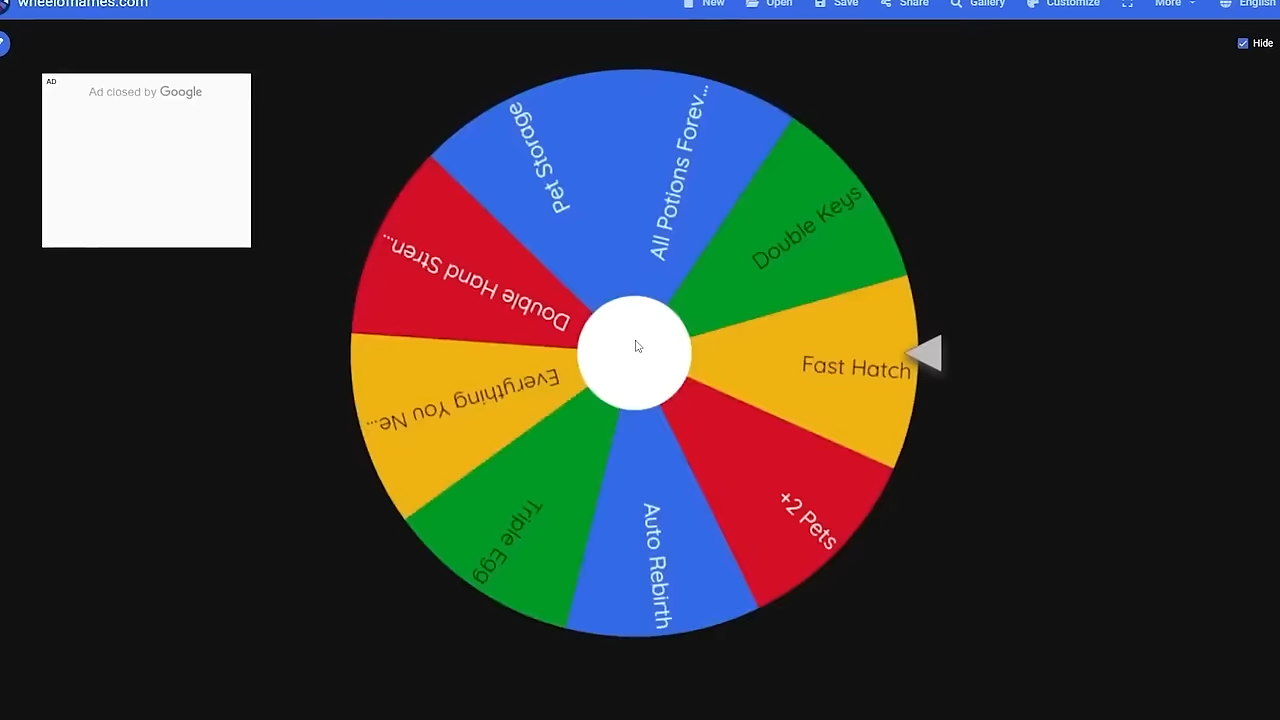 wheelofnames.com
New
Open
Save
Share
Gallery
Customize
More
English
Hide
AD
Ad closed by Google
Pet Storage
All Potions Forev...
Double Keys
Fast Hatch
+2 Pets
Auto Rebirth
Triple Egg
Everything You Ne...
Double Hand Stren...